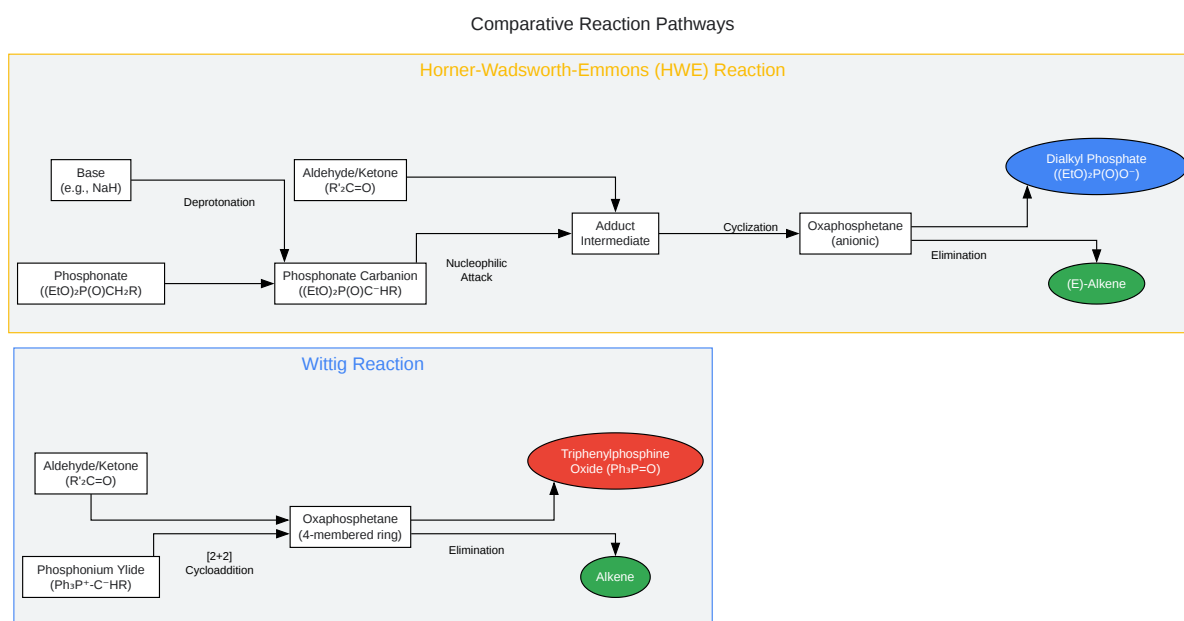 Comparative Reaction Pathways
Horner-Wadsworth-Emmons (HWE) Reaction
Base
(e.g., NaH)
Deprotonation
Aldehyde/Ketone
(R'₂C=O)
Phosphonate
((EtO)₂P(O)CH₂R)
Phosphonate Carbanion
((EtO)₂P(O)C⁻HR)
Nucleophilic
Attack
Adduct
Intermediate
Cyclization
Oxaphosphetane
(anionic)
Elimination
Dialkyl Phosphate
((EtO)₂P(O)O⁻)
(E)-Alkene
Wittig Reaction
Aldehyde/Ketone
(R'₂C=O)
Phosphonium Ylide
(Ph₃P⁺-C⁻HR)
[2+2]
Cycloaddition
Oxaphosphetane
(4-membered ring)
Elimination
Triphenylphosphine
Oxide (Ph₃P=O)
Alkene